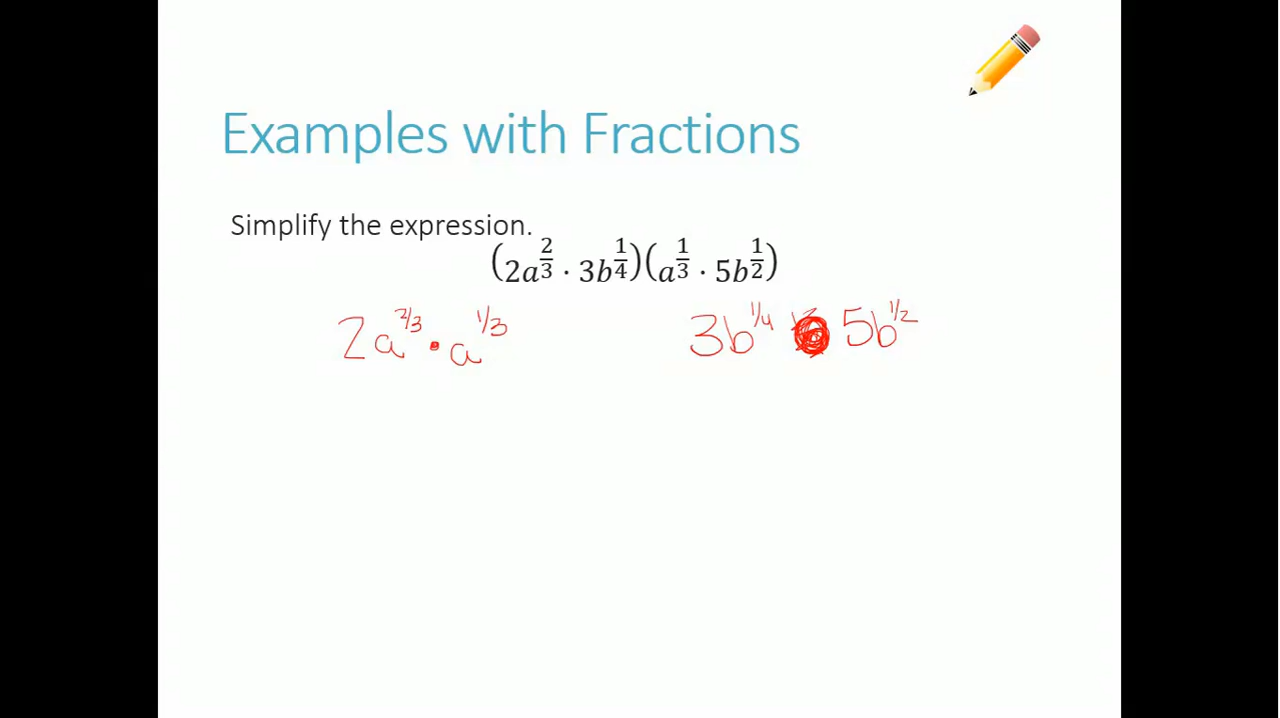 Examples with Fractions
Simplify the expression.
(2a^{2/3} · 3b^{1/4})(a^{1/3} · 5b^{1/2})
2a^{2/3} · a^{1/3} 3b^{1/4} · 5b^{1/2}